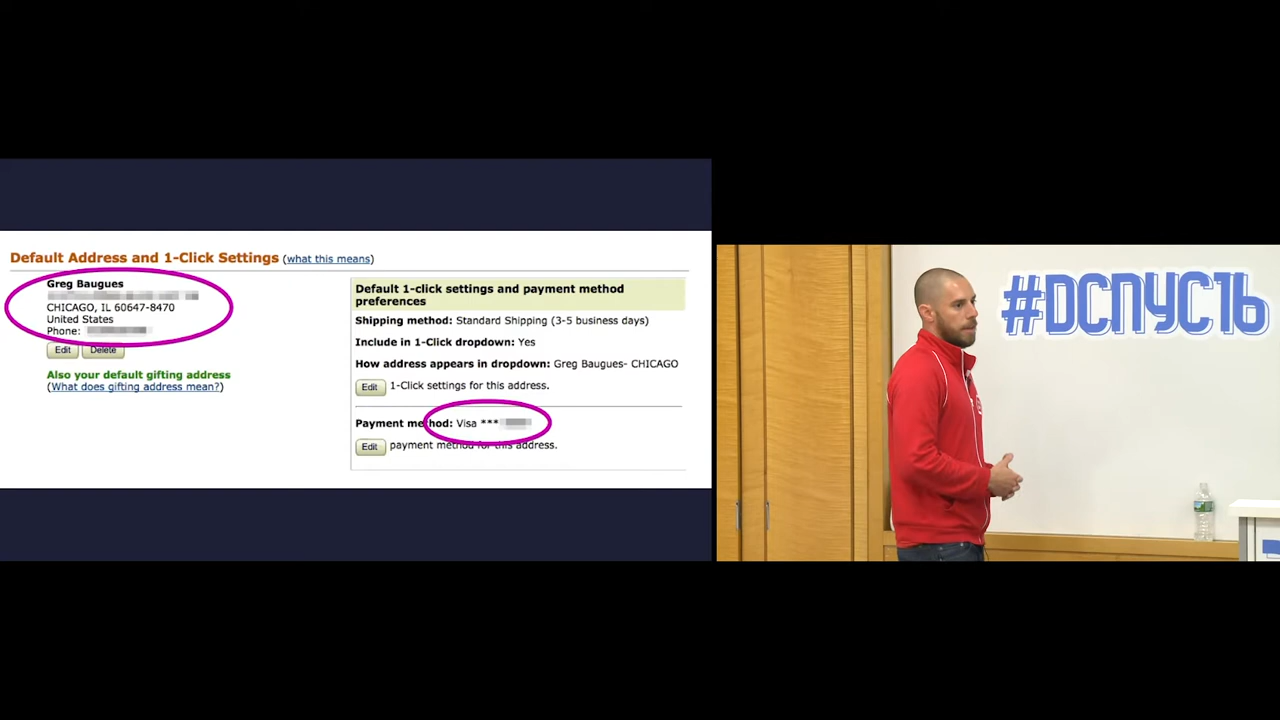 Default Address and 1-Click Settings (what this means)
Greg Baugues
CHICAGO, IL 60647-8470
United States
Phone:
Edit Delete
Also your default gifting address
(What does gifting address mean?)
Default 1-click settings and payment method
preferences
Shipping method: Standard Shipping (3-5 business days)
Include in 1-Click dropdown: Yes
How address appears in dropdown: Greg Baugues- CHICAGO
Edit 1-Click settings for this address.
Payment method: Visa ***
Edit payment method for this address.
#DCNYC16